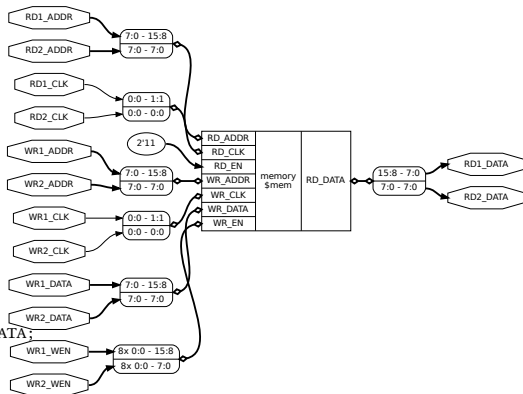 RD1_ADDR
7:0 - 15:8
RD2_ADDR
7:0 - 7:0
RD1_CLK
0:0 - 1:1
RD2_CLK
0:0 - 0:0
2'11
WR1_ADDR
7:0 - 15:8
WR2_ADDR
7:0 - 7:0
WR1_CLK
0:0 - 1:1
WR2_CLK
0:0 - 0:0
WR1_DATA
7:0 - 15:8
WR2_DATA
7:0 - 7:0
ATA;
WR1_WEN
8x 0:0 - 15:8
WR2_WEN
8x 0:0 - 7:0
RD_ADDR
RD_CLK
RD_EN
WR_ADDR
WR_CLK
WR_DATA
WR_EN
memory
$mem
RD_DATA
15:8 - 7:0
7:0 - 7:0
RD1_DATA
RD2_DATA